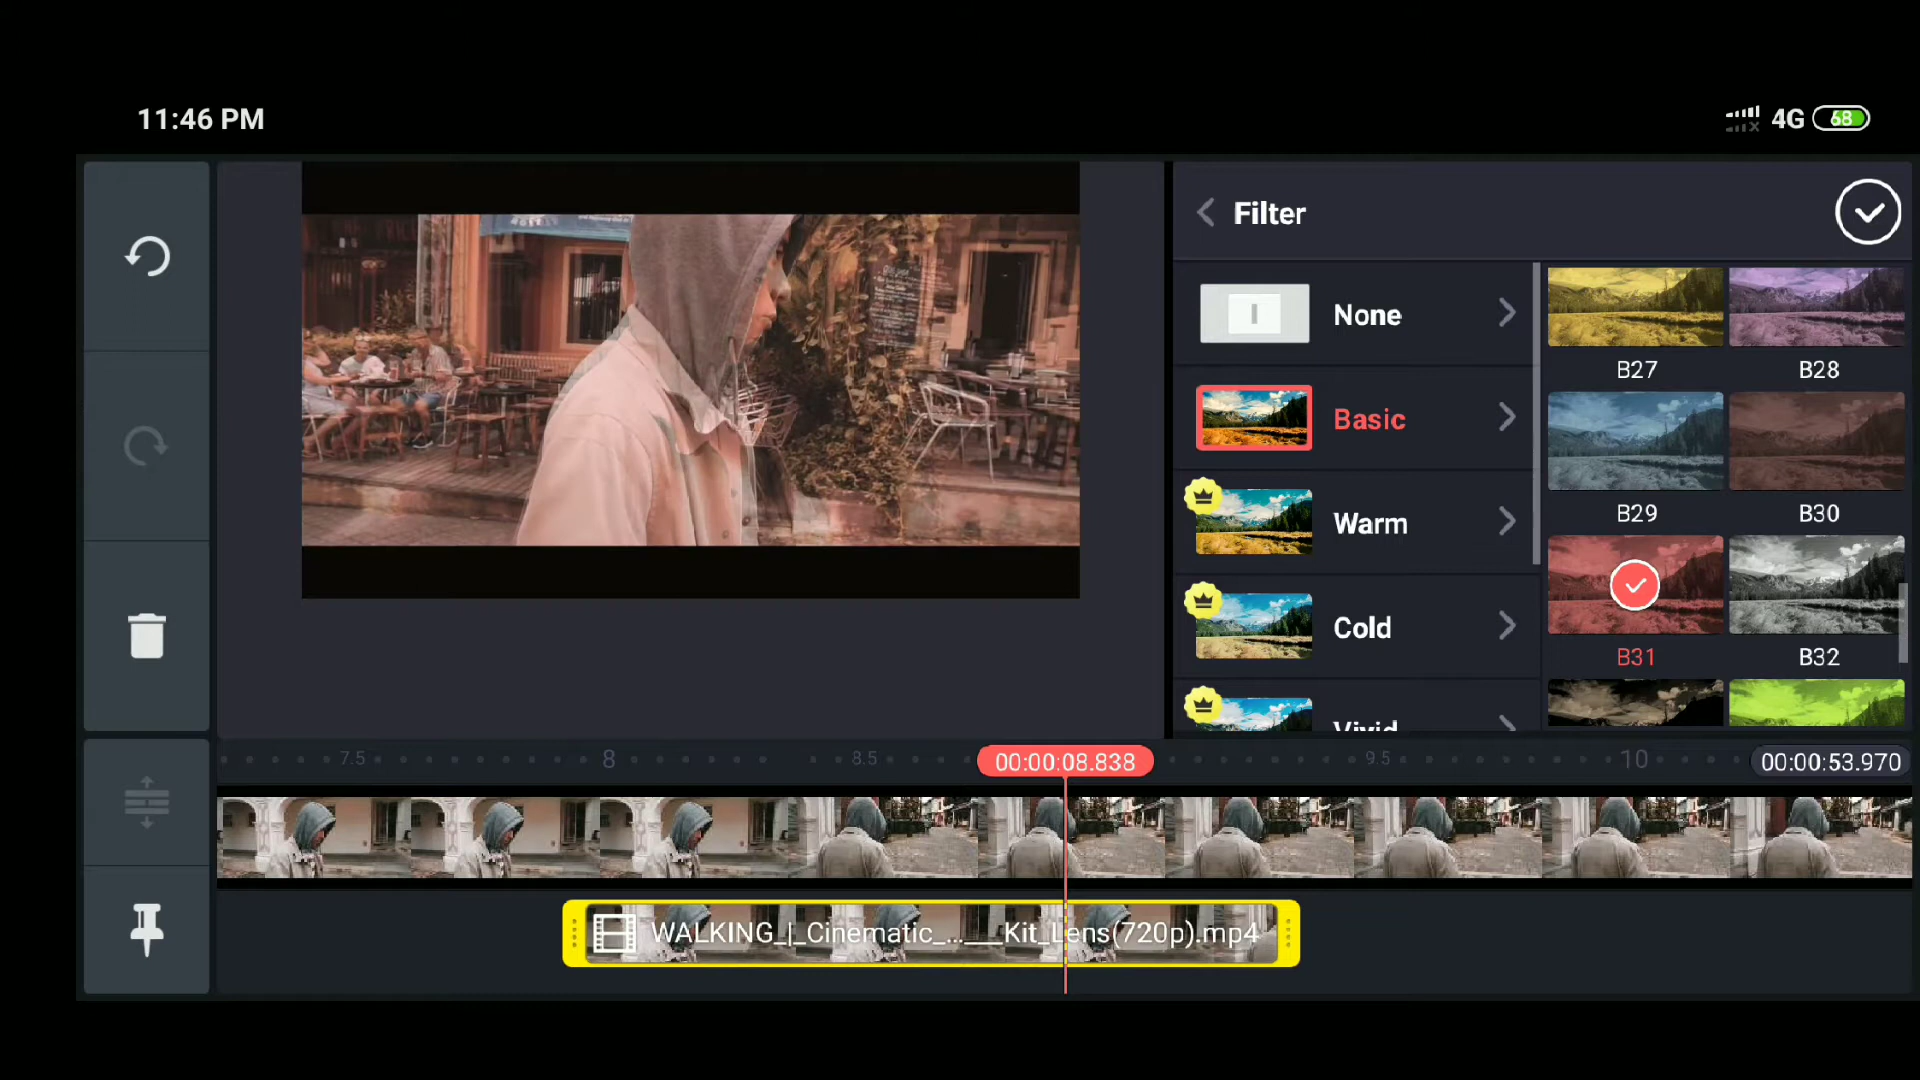 11:46 PM
4G 68
Filter
None
Basic
Warm
Cold
Vivid
B27 B28
B29 B30
B31 B32
7.5 8 8.5 00:00:08.838 9.5 10 00:00:53.970
WALKING_|_Cinematic_...___Kit_Lens(720p).mp4